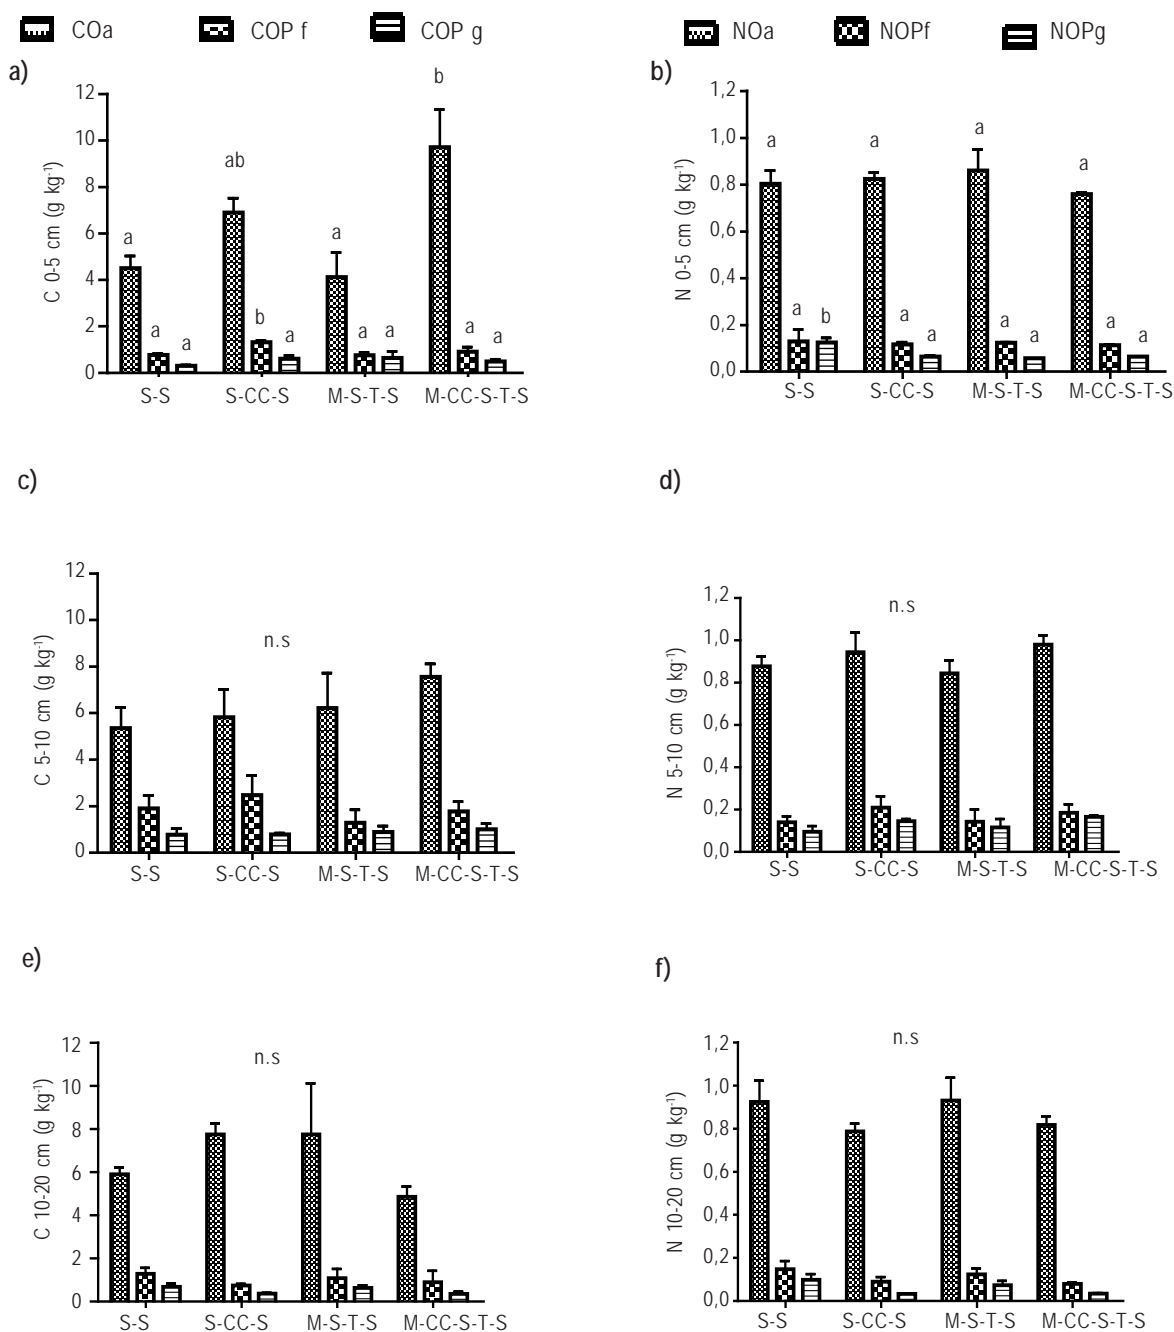 COa COP f COP g
NOa NOPf NOPg
a)
12
10
8
6
4
2
0
C 0-5 cm (g kg-1)
a a a
ab b a
a a a
b a a
S-S S-CC-S M-S-T-S M-CC-S-T-S
b)
1,2
1,0
0,8
0,6
0,4
0,2
0,0
N 0-5 cm (g kg-1)
a a b
a a a
a a a
a a a
S-S S-CC-S M-S-T-S M-CC-S-T-S
c)
12
10
8
6
4
2
0
C 5-10 cm (g kg-1)
n.s
S-S S-CC-S M-S-T-S M-CC-S-T-S
d)
1,2
1,0
0,8
0,6
0,4
0,2
0,0
N 5-10 cm (g kg-1)
n.s
S-S S-CC-S M-S-T-S M-CC-S-T-S
e)
12
10
8
6
4
2
0
C 10-20 cm (g kg-1)
n.s
S-S S-CC-S M-S-T-S M-CC-S-T-S
f)
1,2
1,0
0,8
0,6
0,4
0,2
0,0
N 10-20 cm (g kg-1)
n.s
S-S S-CC-S M-S-T-S M-CC-S-T-S